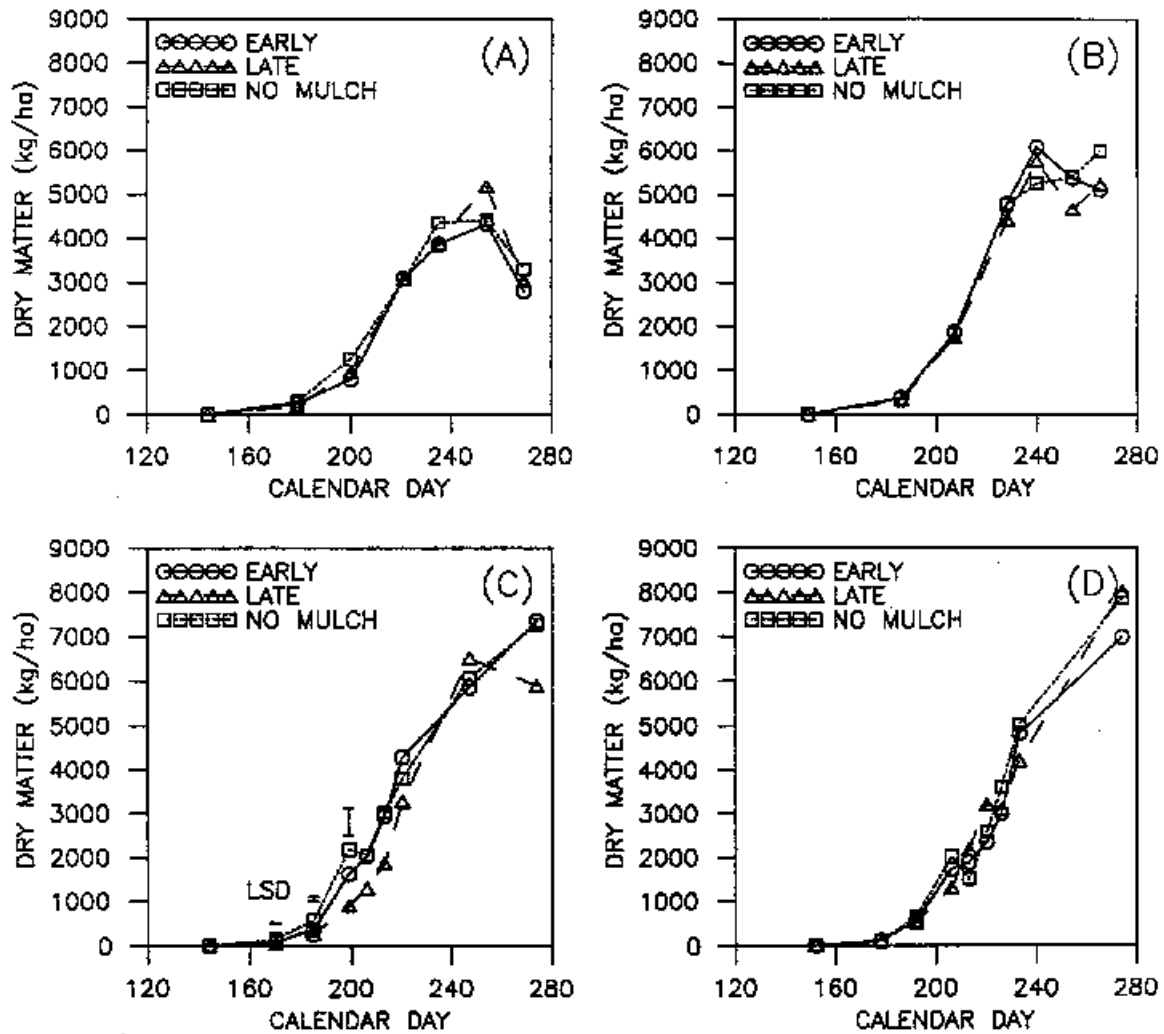 9000
8000
7000
6000
5000
4000
3000
2000
1000
0
DRY MATTER (kg/ha)
EARLY
LATE
NO MULCH
(A)
120 160 200 240 280
CALENDAR DAY
9000
8000
7000
6000
5000
4000
3000
2000
1000
0
DRY MATTER (kg/ha)
EARLY
LATE
NO MULCH
(B)
120 160 200 240 280
CALENDAR DAY
9000
8000
7000
6000
5000
4000
3000
2000
1000
0
DRY MATTER (kg/ha)
EARLY
LATE
NO MULCH
(C)
LSD
120 160 200 240 280
CALENDAR DAY
9000
8000
7000
6000
5000
4000
3000
2000
1000
0
DRY MATTER (kg/ha)
EARLY
LATE
NO MULCH
(D)
120 160 200 240 280
CALENDAR DAY